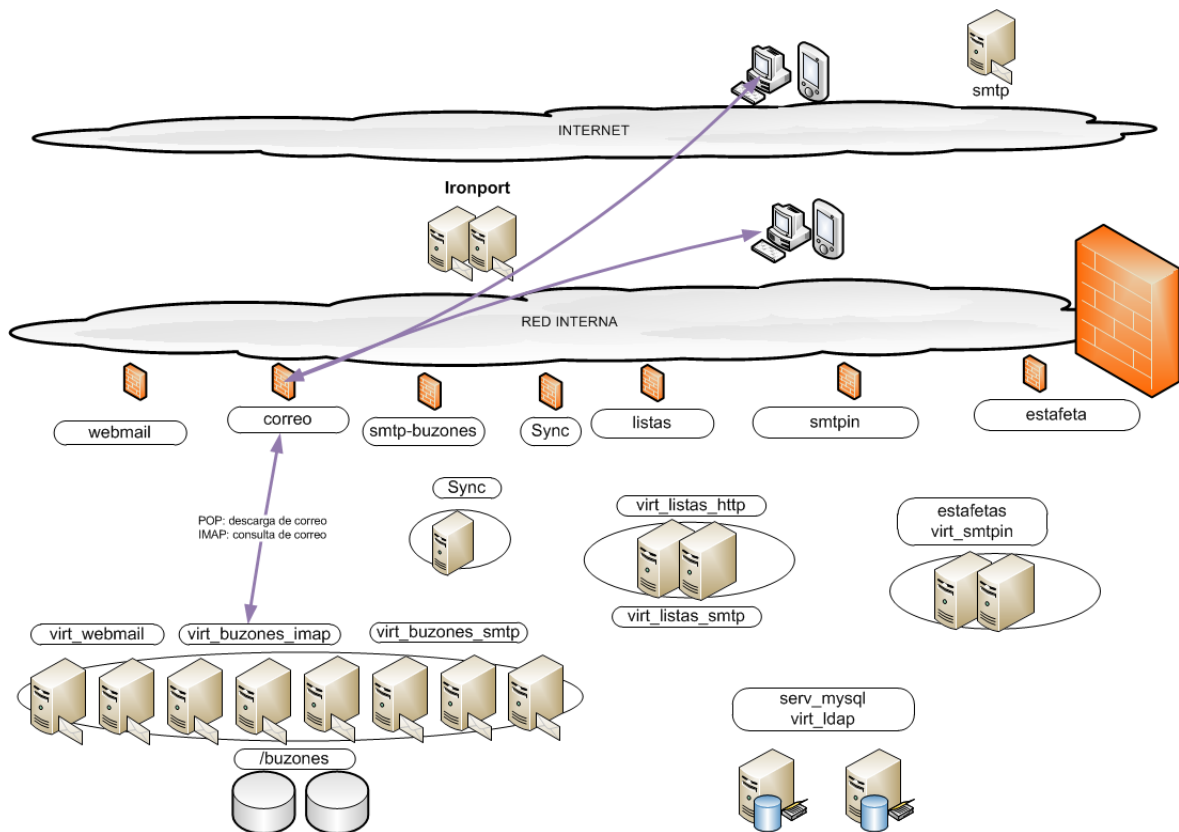 smtp
INTERNET
Ironport
RED INTERNA
webmail
correo
smtp-buzones
Sync
listas
smtpin
estafeta
POP: descarga de correo
IMAP: consulta de correo
Sync
virt_listas_http
virt_listas_smtp
estafetas
virt_smtpin
virt_webmail
virt_buzones_imap
virt_buzones_smtp
/buzones
serv_mysql
virt_ldap